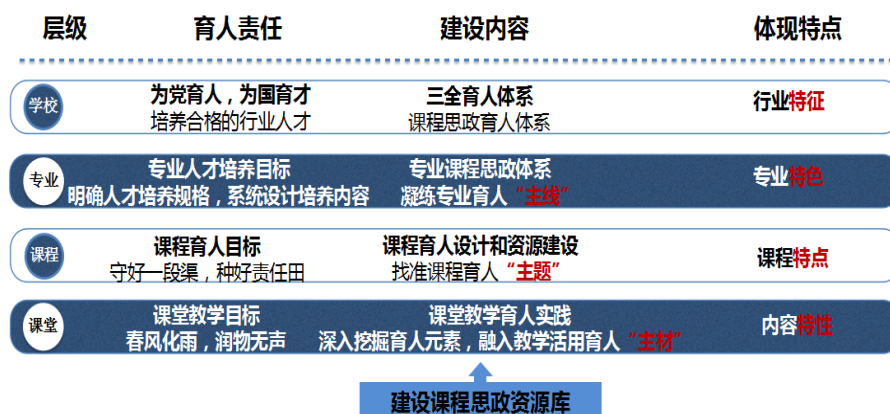 层级 育人责任 建设内容 体现特点
学校 为党育人，为国育才 三全育人体系 行业特征
培养合格的行业人才 课程思政育人体系
专业 专业人才培养目标 专业课程思政体系 专业特色
明确人才培养规格，系统设计培养内容 凝练专业育人“主线”
课程 课程育人目标 课程育人设计和资源建设 课程特点
守好一段渠，种好责任田 找准课程育人“主题”
课堂 课堂教学目标 课堂教学育人实践 内容特性
春风化雨，润物无声 深入挖掘育人元素，融入教学活用育人“主材”
建设课程思政资源库